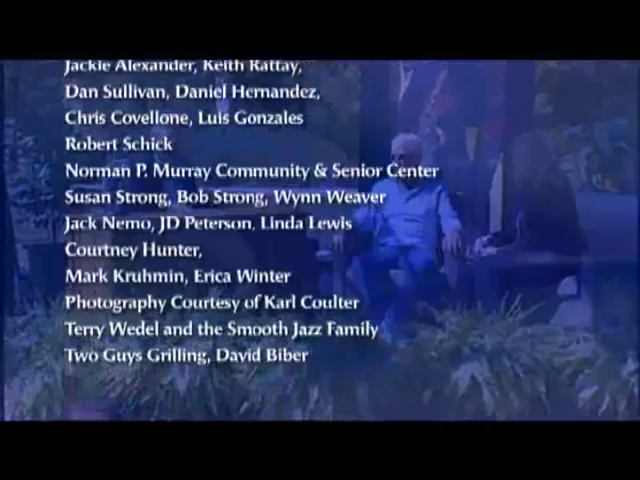 Jackie Alexander, Keith Rattay,
Dan Sullivan, Daniel Hernandez,
Chris Covellone, Luis Gonzales
Robert Schick
Norman P. Murray Community & Senior Center
Susan Strong, Bob Strong, Wynn Weaver
Jack Nemo, JD Peterson, Linda Lewis
Courtney Hunter,
Mark Kruhmin, Erica Winter
Photography Courtesy of Karl Coulter
Terry Wedel and the Smooth Jazz Family
Two Guys Grilling, David Biber